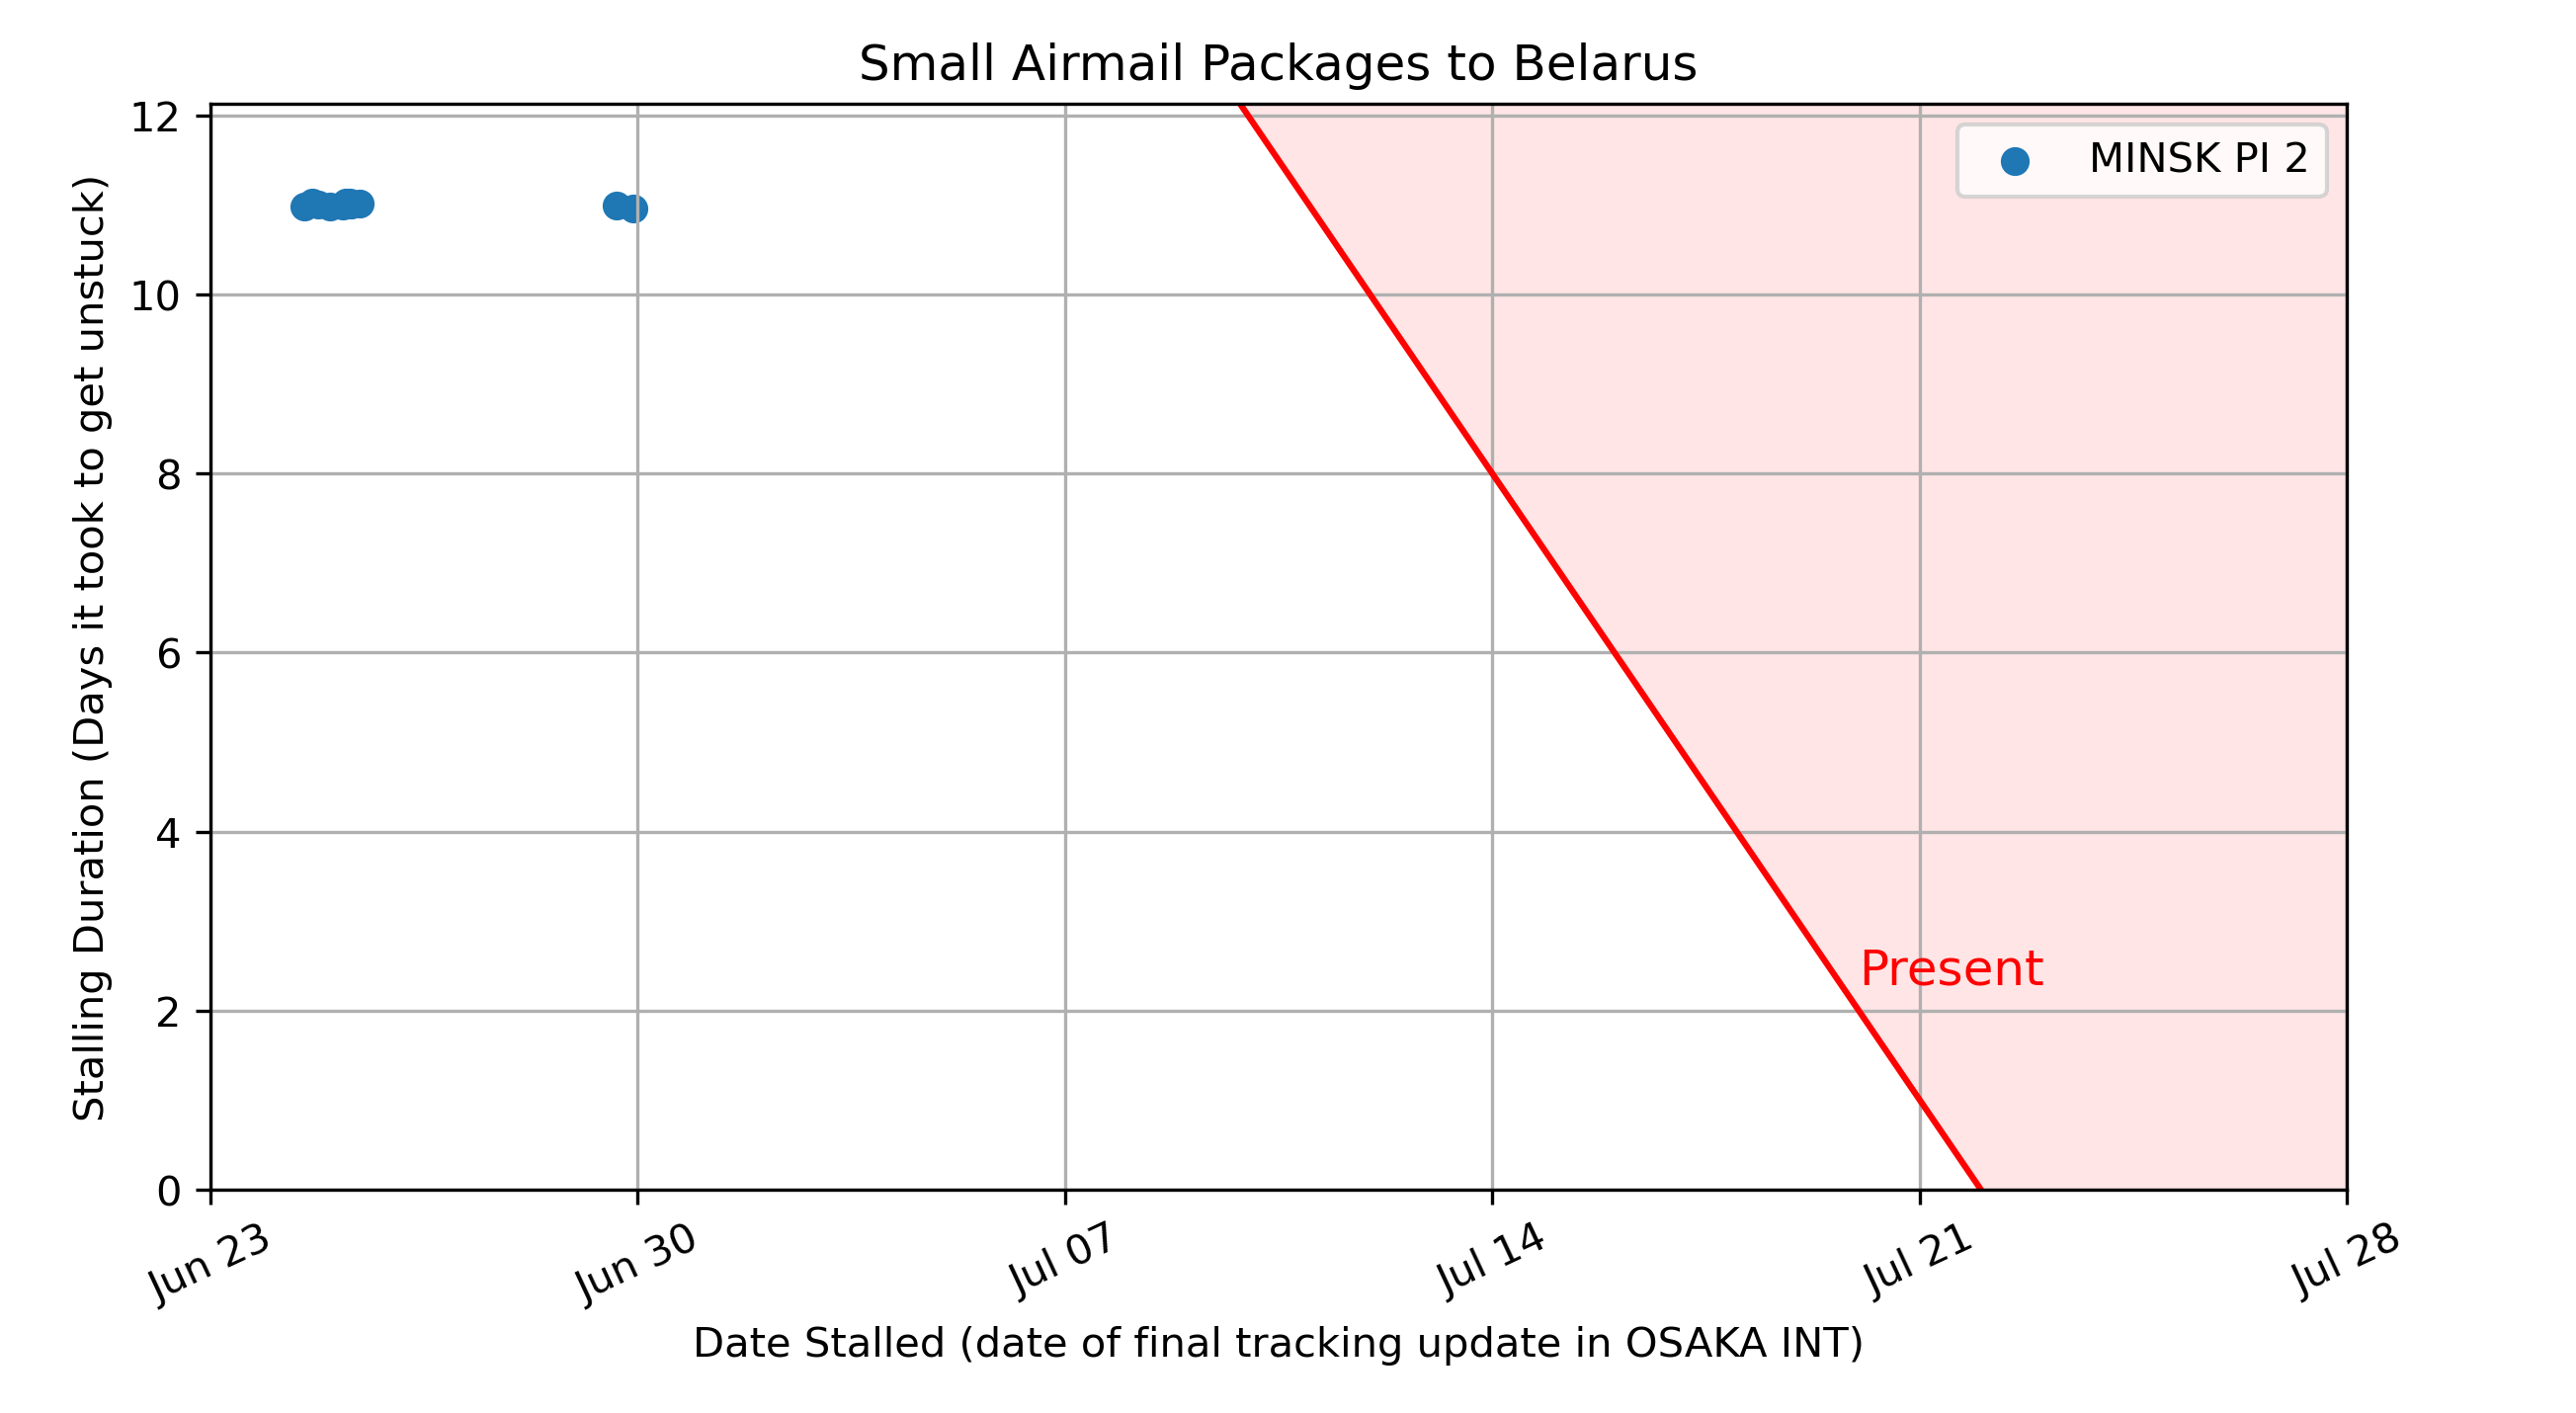 Small Airmail Packages to Belarus
12
10
8
6
4
2
0
Stalling Duration (Days it took to get unstuck)
MINSK PI 2
Present
Jun 23
Jun 30
Jul 07
Jul 14
Jul 21
Jul 28
Date Stalled (date of final tracking update in OSAKA INT)